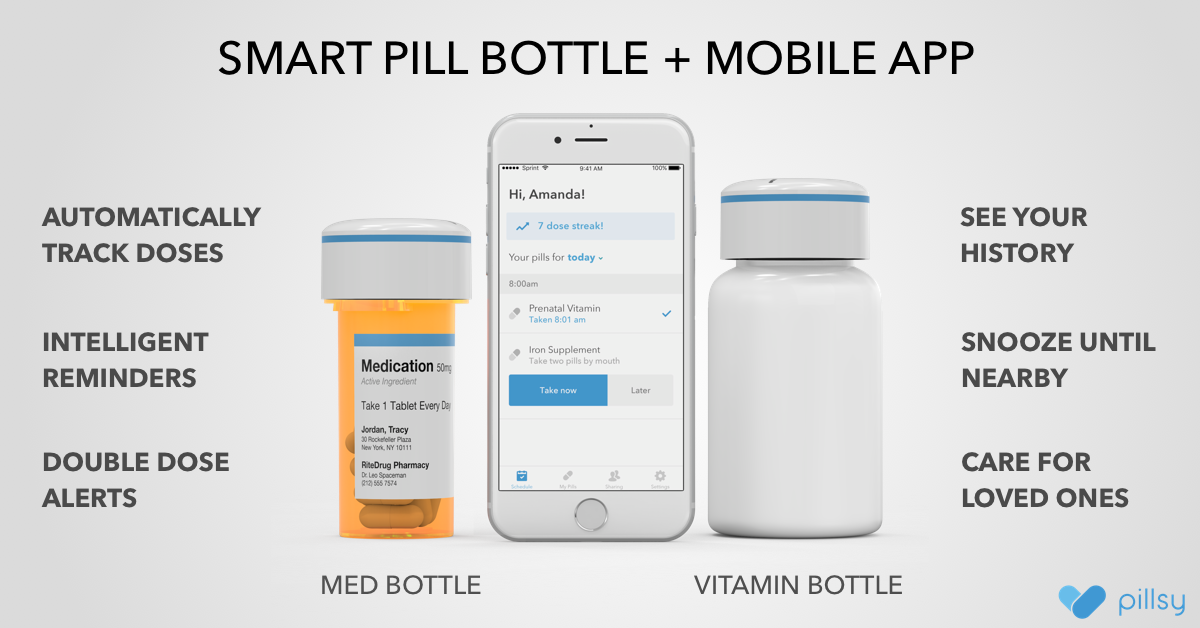 SMART PILL BOTTLE + MOBILE APP
AUTOMATICALLY
TRACK DOSES
INTELLIGENT
REMINDERS
DOUBLE DOSE
ALERTS
Medication 50mg
Active Ingredient
Take 1 Tablet Every Day
Jordan, Tracy
30 Rockefeller Plaza
New York, NY 10111
RiteDrug Pharmacy
Dr. Leo Spaceman
(212) 555 7574
MED BOTTLE
Sprint 9:41 AM 100%
Hi, Amanda!
7 dose streak!
Your pills for today
8:00am
Prenatal Vitamin
Taken 8:01 am
Iron Supplement
Take two pills by mouth
Take now Later
Schedule My Pills Sharing Settings
VITAMIN BOTTLE
SEE YOUR
HISTORY
SNOOZE UNTIL
NEARBY
CARE FOR
LOVED ONES
pillsy